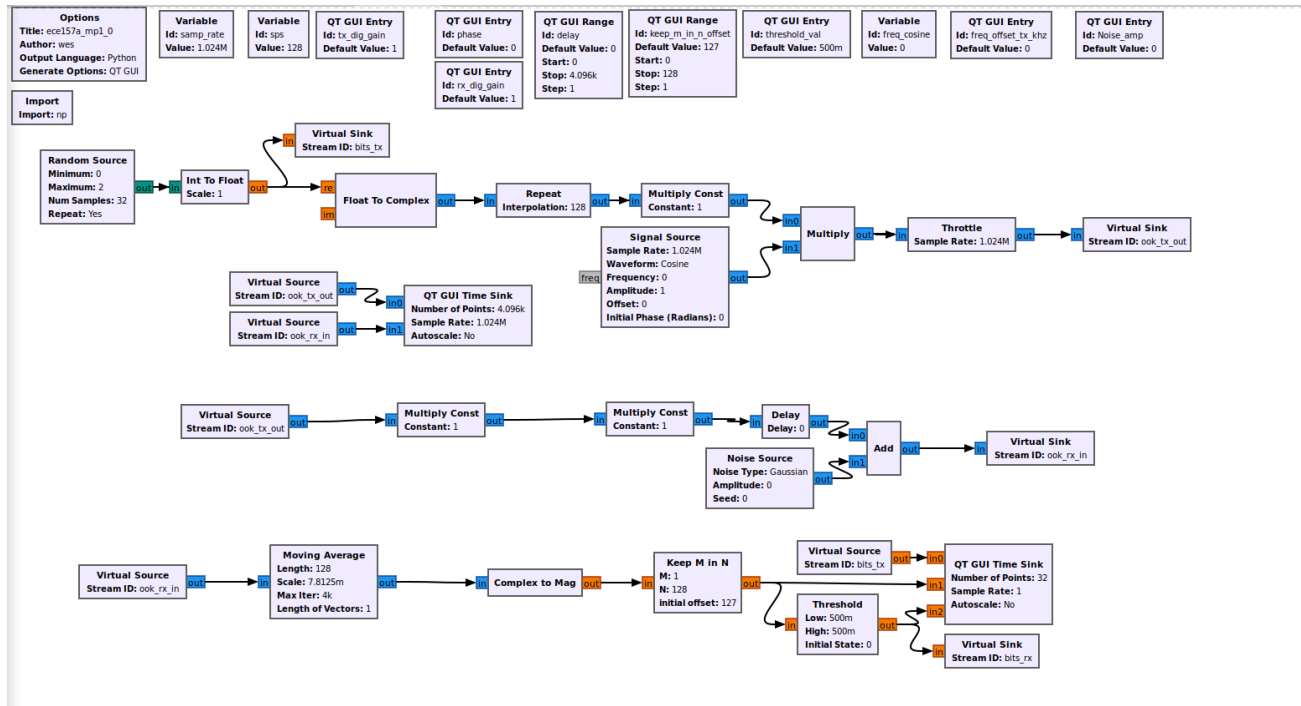 Options
Title: ece157a_mp1_0
Author: wes
Output Language: Python
Generate Options: QT GUI
Variable
Id: samp_rate
Value: 1.024M
Variable
Id: sps
Value: 128
QT GUI Entry
Id: tx_dig_gain
Default Value: 1
QT GUI Entry
Id: phase
Default Value: 0
QT GUI Range
Id: delay
Default Value: 0
Start: 0
Stop: 4.096k
Step: 1
QT GUI Range
Id: keep_m_in_n_offset
Default Value: 127
Start: 0
Stop: 128
Step: 1
QT GUI Entry
Id: threshold_val
Default Value: 500m
Variable
Id: freq_cosine
Value: 0
QT GUI Entry
Id: freq_offset_tx_khz
Default Value: 0
QT GUI Entry
Id: Noise_amp
Default Value: 0
QT GUI Entry
Id: rx_dig_gain
Default Value: 1
Import
Import: np
Virtual Sink
Stream ID: bits_tx
in
Random Source
Minimum: 0
Maximum: 2
Num Samples: 32
Repeat: Yes
out
in
Int To Float
Scale: 1
out
re
im
Float To Complex
out
in
Repeat
Interpolation: 128
out
in
Multiply Const
Constant: 1
out
in0
in1
Multiply
out
in
Throttle
Sample Rate: 1.024M
out
in
Virtual Sink
Stream ID: ook_tx_out
freq
Signal Source
Sample Rate: 1.024M
Waveform: Cosine
Frequency: 0
Amplitude: 1
Offset: 0
Initial Phase (Radians): 0
out
Virtual Source
Stream ID: ook_tx_out
out
Virtual Source
Stream ID: ook_rx_in
out
in0
in1
QT GUI Time Sink
Number of Points: 4.096k
Sample Rate: 1.024M
Autoscale: No
Virtual Source
Stream ID: ook_tx_out
out
in
Multiply Const
Constant: 1
out
in
Multiply Const
Constant: 1
out
in
Delay
Delay: 0
out
Noise Source
Noise Type: Gaussian
Amplitude: 0
Seed: 0
out
in0
in1
Add
out
in
Virtual Sink
Stream ID: ook_rx_in
Virtual Source
Stream ID: ook_rx_in
out
in
Moving Average
Length: 128
Scale: 7.8125m
Max Iter: 4k
Length of Vectors: 1
out
in
Complex to Mag
out
in
Keep M in N
M: 1
N: 128
initial offset: 127
out
Virtual Source
Stream ID: bits_tx
out
in
Threshold
Low: 500m
High: 500m
Initial State: 0
out
in0
in1
in2
QT GUI Time Sink
Number of Points: 32
Sample Rate: 1
Autoscale: No
in
Virtual Sink
Stream ID: bits_rx